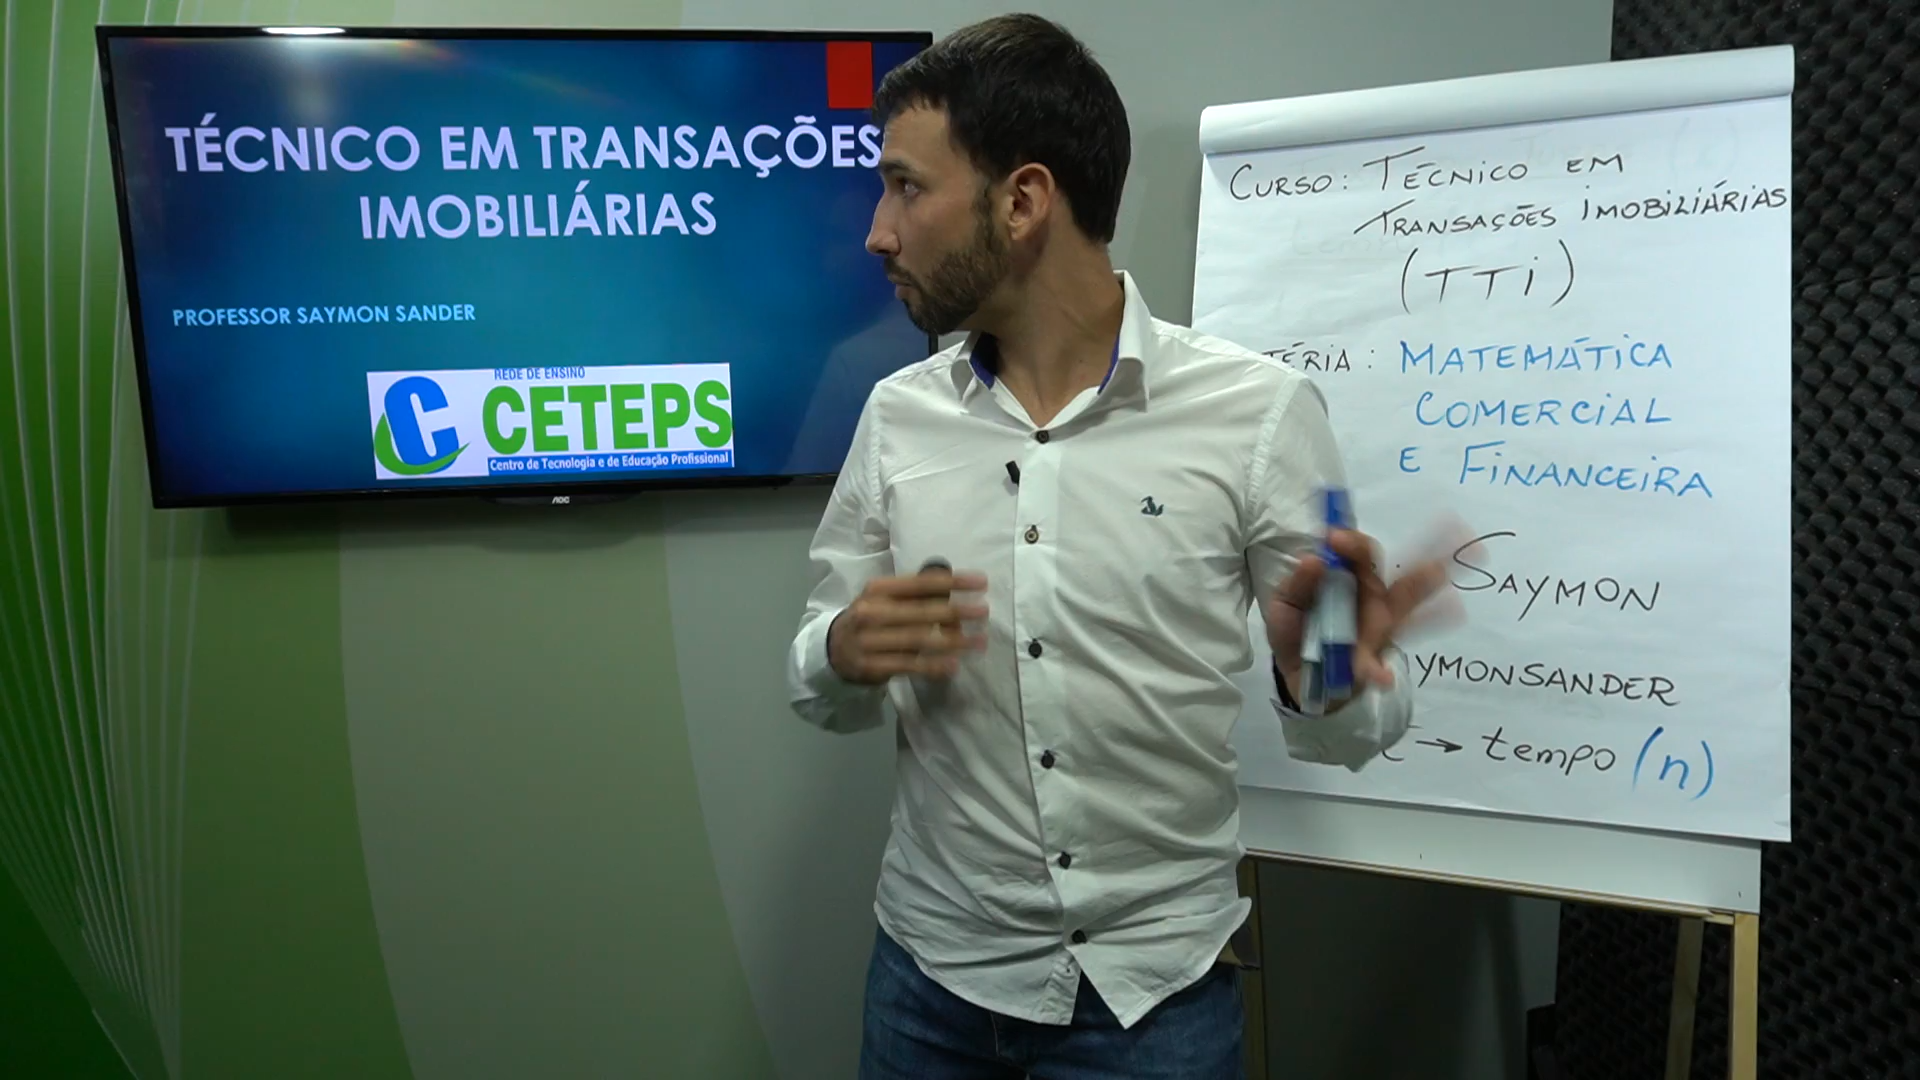 TÉCNICO EM TRANSAÇÕES
IMOBILIÁRIAS
PROFESSOR SAYMON SANDER
REDE DE ENSINO
C CETEPS
Centro de Tecnologia e de Educação Profissional
AOC
CURSO: TÉCNICO EM
TRANSAÇÕES IMOBILIÁRIAS
(TTI)
TÉRIA: MATEMÁTICA
COMERCIAL
E FINANCEIRA
SAYMON
YMONSANDER
t → tempo (n)